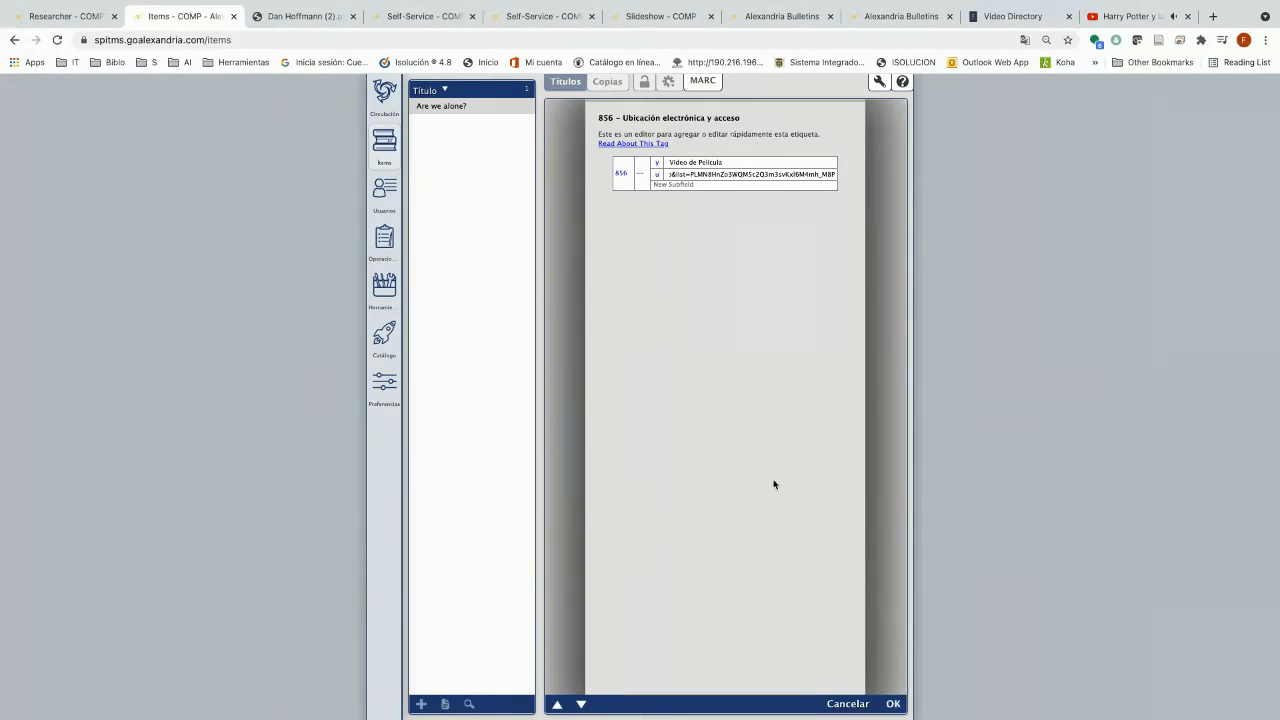 Researcher - COMP
Items - COMP - Alex
Dan Hoffmann (2).p
Self-Service - COM
Self-Service - COM
Slideshow - COMP
Alexandria Bulletins
Alexandria Bulletins
Video Directory
Harry Potter y l
spitms.goalexandria.com/items
Apps
IT
Biblo
S
AI
Herramientas
Inicia sesión: Cue...
Isolución ® 4.8
Inicio
Mi cuenta
Catálogo en línea...
http://190.216.196...
Sistema Integrado...
ISOLUCION
Outlook Web App
Koha
»
Other Bookmarks
Reading List
Circulación
Ítems
Usuarios
Operacio...
Herramie...
Catálogo
Preferencias
Título
1
Are we alone?
Títulos
Copias
MARC
856 - Ubicación electrónica y acceso
Este es un editor para agregar o editar rápidamente esta etiqueta.
Read About This Tag
856 -- y Video de Pelicula
u &list=PLMN8HnZo3WQM5c2Q3m3svKxl6M4mh_M8P
New Subfield
Cancelar
OK